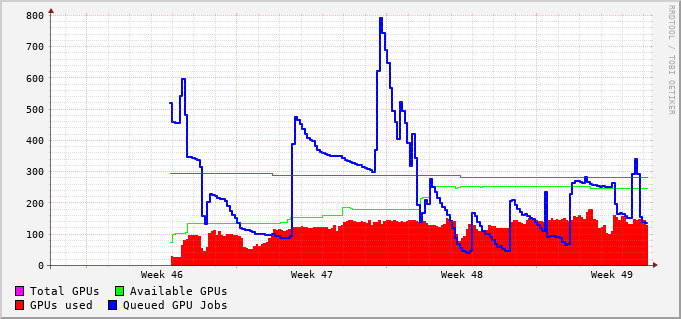 800
700
600
500
400
300
200
100
0
Week 46 Week 47 Week 48 Week 49
Total GPUs Available GPUs
GPUs used Queued GPU Jobs
RRDTOOL / TOBI OETIKER